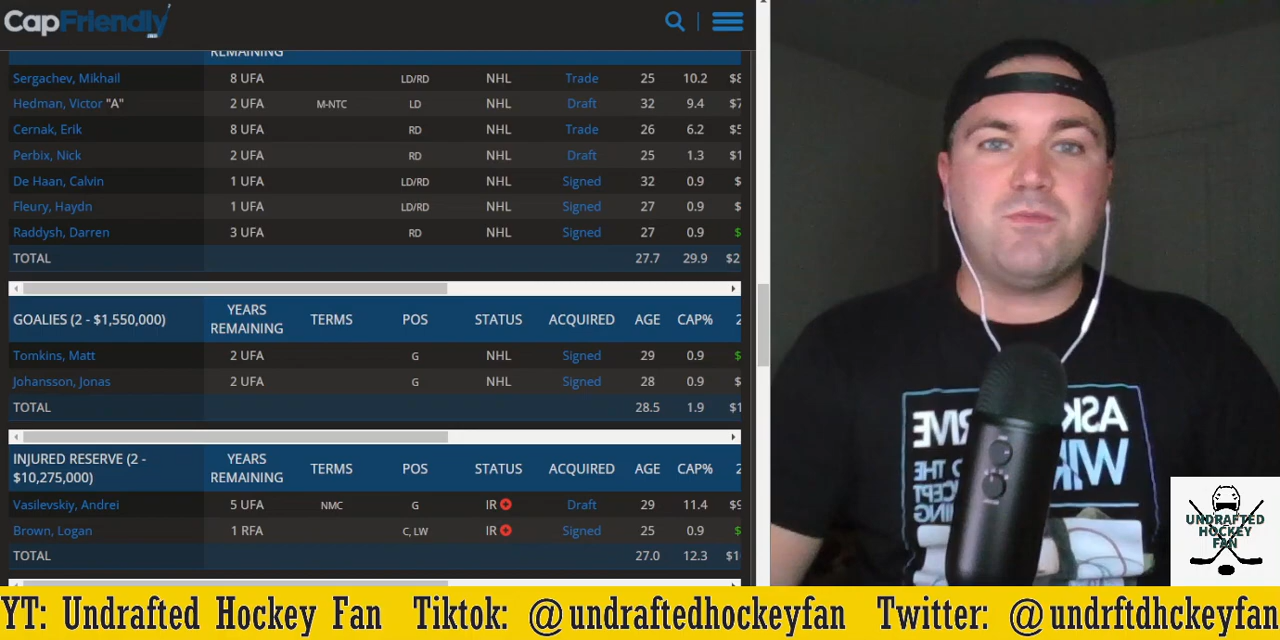 CapFriendly
REMAINING
Sergachev, Mikhail 8 UFA LD/RD NHL Trade 25 10.2 $8
Hedman, Victor "A" 2 UFA M-NTC LD NHL Draft 32 9.4 $7
Cernak, Erik 8 UFA RD NHL Trade 26 6.2 $5
Perbix, Nick 2 UFA RD NHL Draft 25 1.3 $1
De Haan, Calvin 1 UFA LD/RD NHL Signed 32 0.9 $
Fleury, Haydn 1 UFA LD/RD NHL Signed 27 0.9 $
Raddysh, Darren 3 UFA RD NHL Signed 27 0.9 $
TOTAL 27.7 29.9 $2
GOALIES (2 - $1,550,000) YEARS REMAINING TERMS POS STATUS ACQUIRED AGE CAP% 2
Tomkins, Matt 2 UFA G NHL Signed 29 0.9 $
Johansson, Jonas 2 UFA G NHL Signed 28 0.9 $
TOTAL 28.5 1.9 $1
INJURED RESERVE (2 - $10,275,000) YEARS REMAINING TERMS POS STATUS ACQUIRED AGE CAP% 2
Vasilevskiy, Andrei 5 UFA NMC G IR Draft 29 11.4 $9
Brown, Logan 1 RFA C, LW IR Signed 25 0.9 $
TOTAL 27.0 12.3 $1
ASK
WI
UNDRAFTED
HOCKEY
FAN
YT: Undrafted Hockey Fan Tiktok: @undraftedhockeyfan Twitter: @undrftdhckeyfan